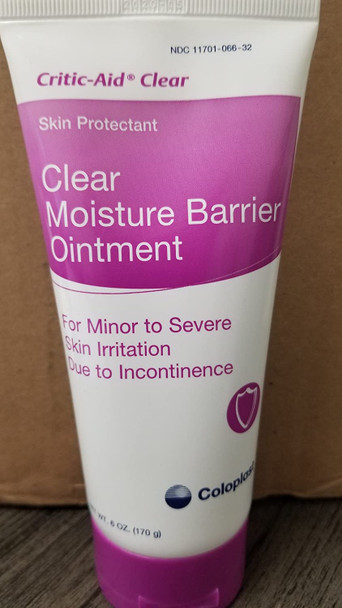 NDC 11701-066-32
Critic-Aid® Clear
Skin Protectant
Clear
Moisture Barrier
Ointment
For Minor to Severe
Skin Irritation
Due to Incontinence
Coloplast
WT. 6 OZ. (170 g)